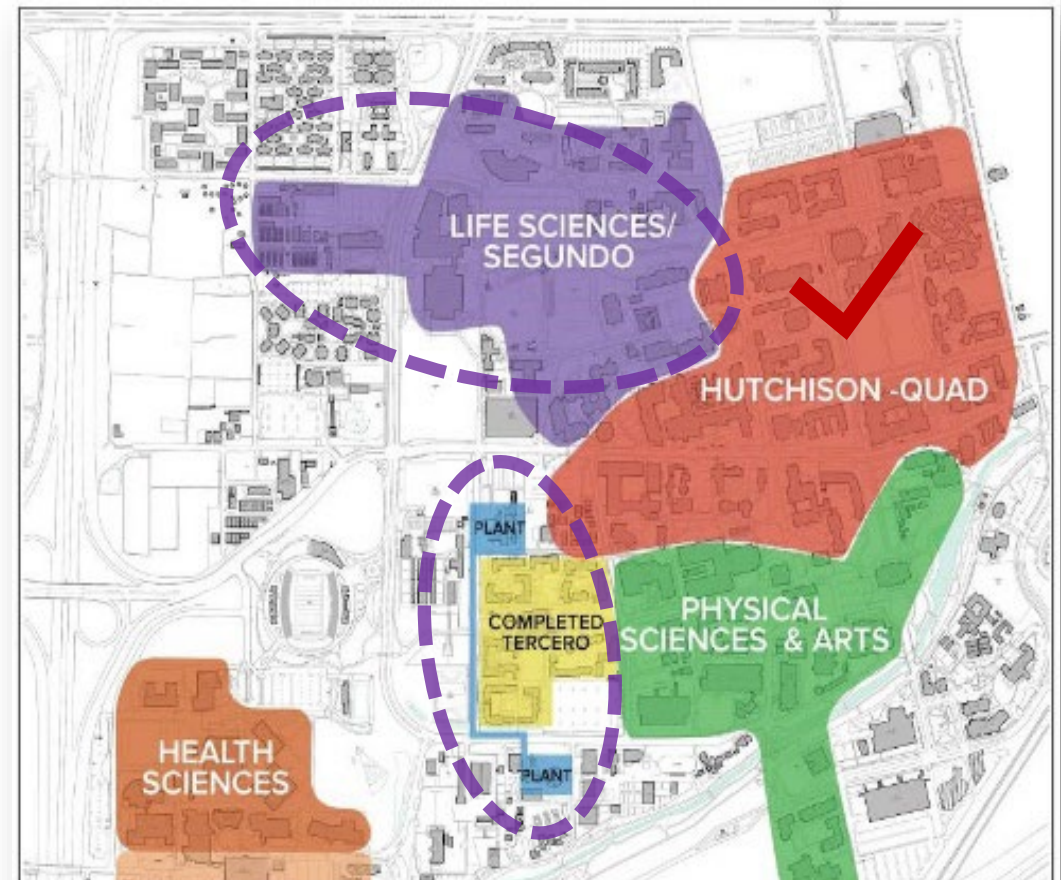 LIFE SCIENCES/
SEGUNDO
HUTCHISON -QUAD
PLANT
COMPLETED
TERCERO
PHYSICAL
SCIENCES & ARTS
HEALTH
SCIENCES
PLANT